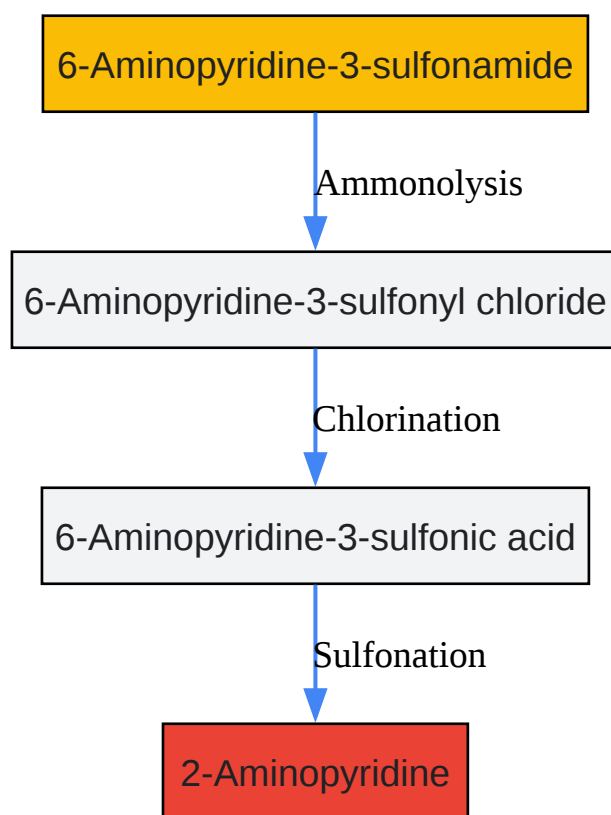 6-Aminopyridine-3-sulfonamide
Ammonolysis
6-Aminopyridine-3-sulfonyl chloride
Chlorination
6-Aminopyridine-3-sulfonic acid
Sulfonation
2-Aminopyridine